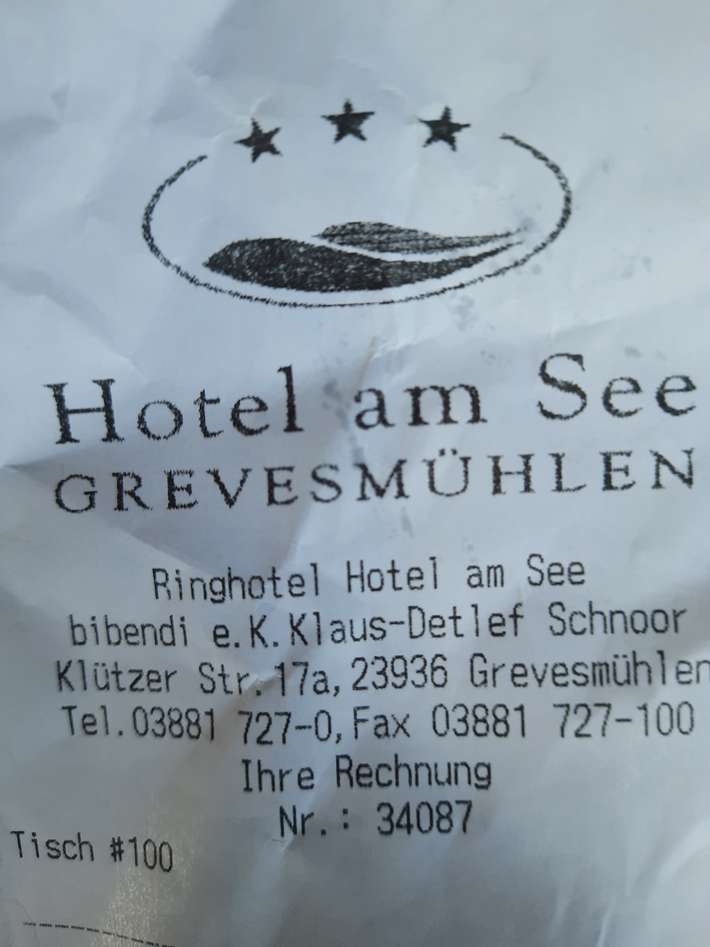 Hotel am See
GREVESMÜHLEN
Ringhotel Hotel am See
bibendi e.K. Klaus-Detlef Schnoor
Klützer Str. 17a, 23936 Grevesmühlen
Tel. 03881 727-0, Fax 03881 727-100
Ihre Rechnung
Nr.: 34087
Tisch #100